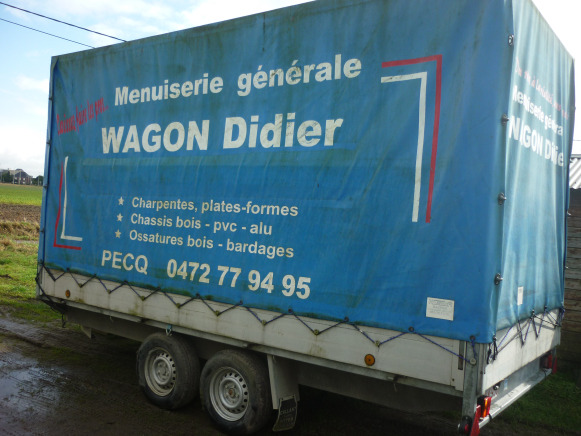 Menuiserie générale
WAGON Didier
★ Charpentes, plates-formes
★ Chassis bois - pvc - alu
★ Ossatures bois - bardages
PECQ 0472 77 94 95
Menuiserie généra
WAGON Didie